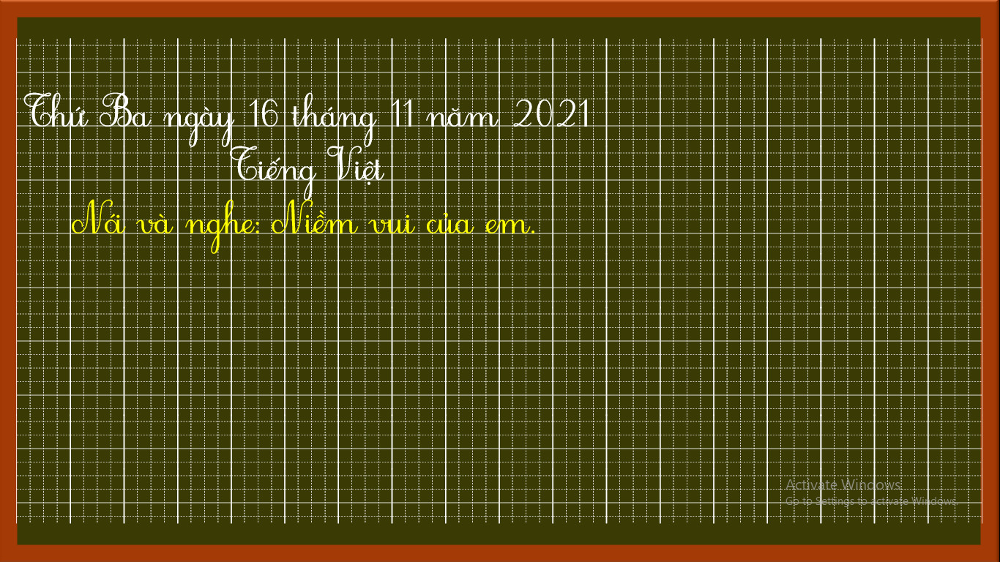 Thứ Ba ngày 16 tháng 11 năm 2021
Tiếng Việt
Nói và nghe: Niềm vui của em.
Activate Windows
Go to Settings to activate Windows.